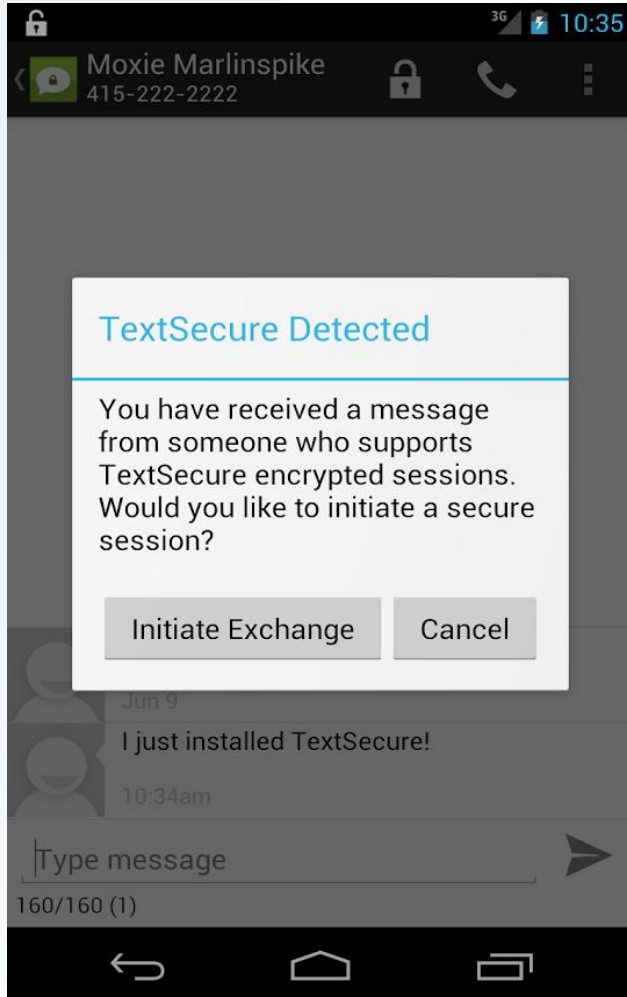 3G 10:35
Moxie Marlinspike
415-222-2222
TextSecure Detected
You have received a message
from someone who supports
TextSecure encrypted sessions.
Would you like to initiate a secure
session?
Initiate Exchange Cancel
Jun 9
I just installed TextSecure!
10:34am
Type message
160/160 (1)